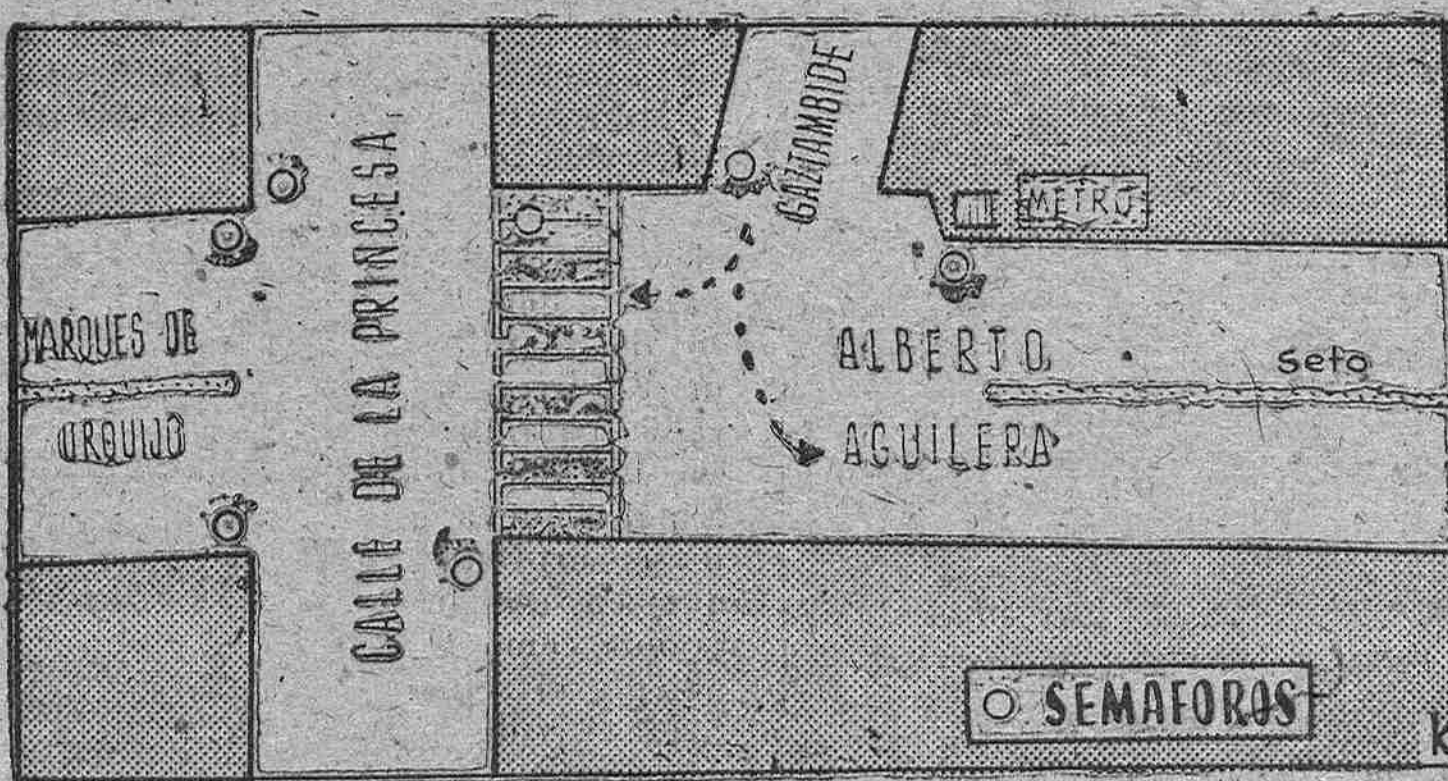 CALLE DE LA PRINCESA
GAZTAMBIDE
METRO
MARQUES DE
URQUIJO
ALBERTO
AGUILERA
seto
SEMAFOROS
k